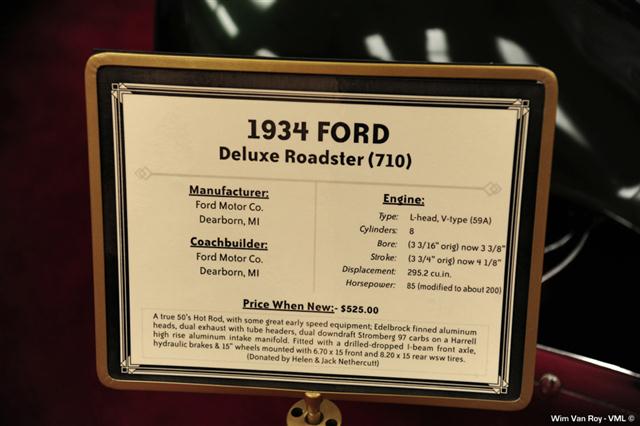 1934 FORD
Deluxe Roadster (710)
Manufacturer:
Ford Motor Co.
Dearborn, MI
Coachbuilder:
Ford Motor Co.
Dearborn, MI
Engine:
Type: L-head, V-type (59A)
Cylinders: 8
Bore: (3 3/16" orig) now 3 3/8"
Stroke: (3 3/4" orig) now 4 1/8"
Displacement: 295.2 cu.in.
Horsepower: 85 (modified to about 200)
Price When New:- $525.00
A true 50's Hot Rod, with some great early speed equipment; Edelbrock finned aluminum
heads, dual exhaust with tube headers, dual downdraft Stromberg 97 carbs on a Harrell
high rise aluminum intake manifold. Fitted with a drilled-dropped I-beam front axle,
hydraulic brakes & 15" wheels mounted with 6.70 x 15 front and 8.20 x 15 rear wsw tires.
(Donated by Helen & Jack Nethercutt)
Wim Van Roy - VML ©